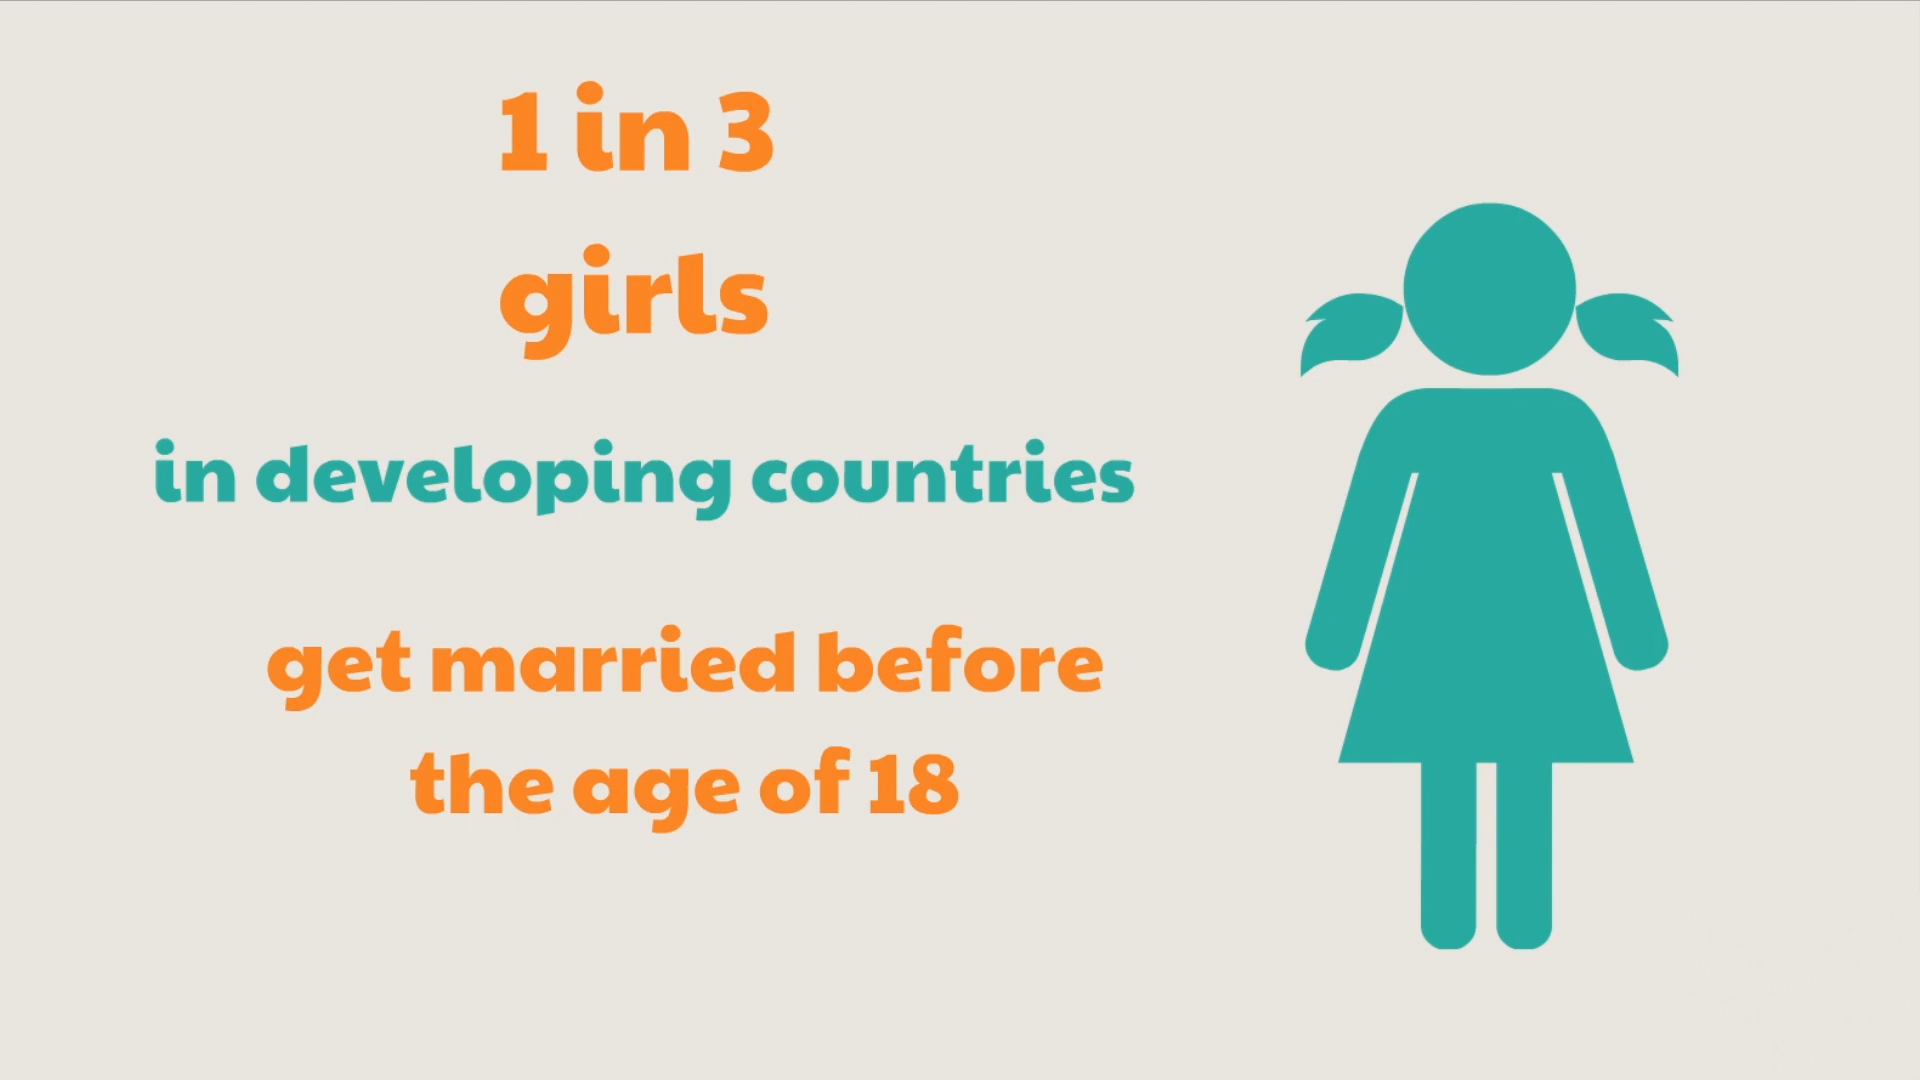 1 in 3
girls
in developing countries
get married before
the age of 18